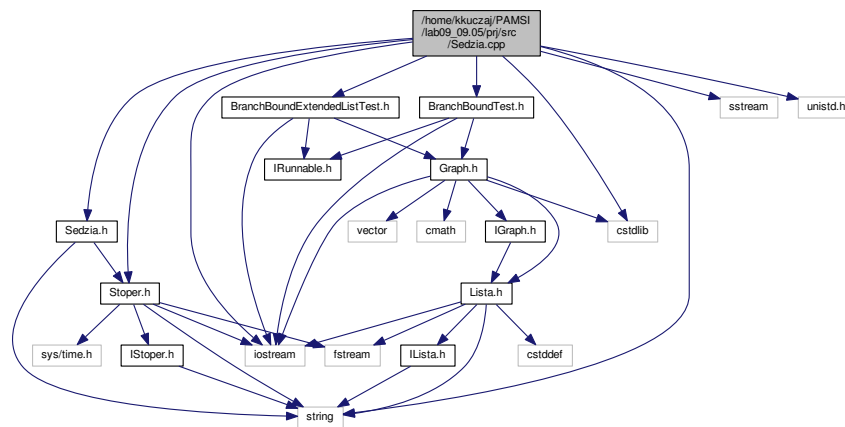 /home/kkuczaj/PAMSI
/lab09_09.05/prj/src
/Sedzia.cpp
BranchBoundExtendedListTest.h
BranchBoundTest.h
sstream
unistd.h
IRunnable.h
Graph.h
Sedzia.h
vector
cmath
IGraph.h
cstdlib
Stoper.h
Lista.h
sys/time.h
IStoper.h
iostream
fstream
ILista.h
cstddef
string